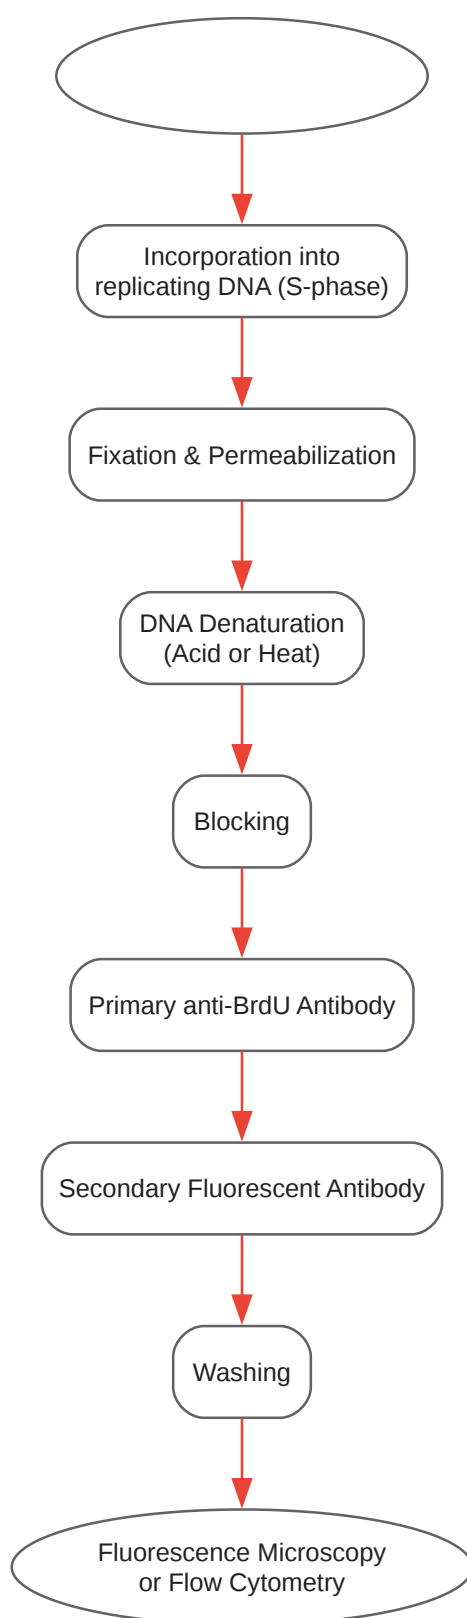 Incorporation into
replicating DNA (S-phase)
Fixation & Permeabilization
DNA Denaturation
(Acid or Heat)
Blocking
Primary anti-BrdU Antibody
Secondary Fluorescent Antibody
Washing
Fluorescence Microscopy
or Flow Cytometry